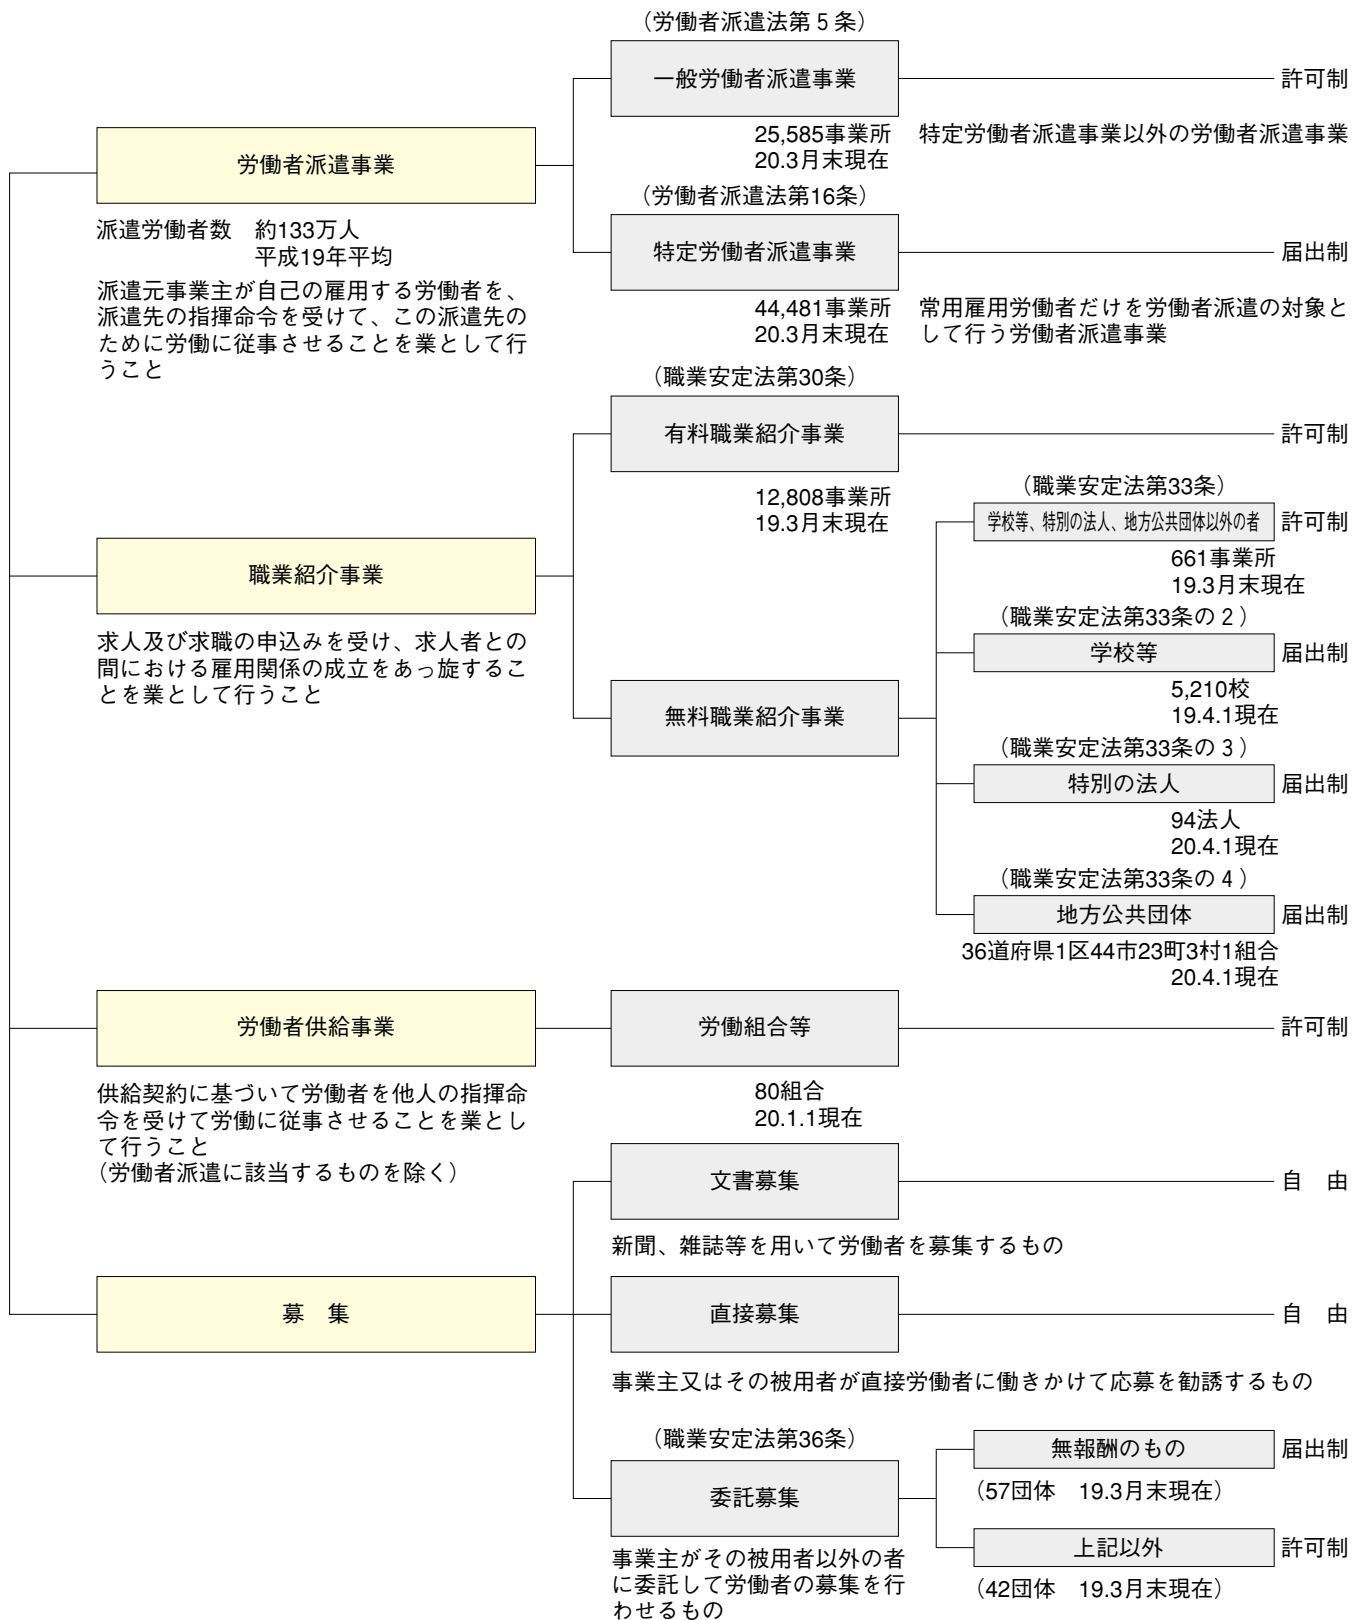 （労働者派遣法第５条）
一般労働者派遣事業
許可制
25,585事業所
20.3月末現在
特定労働者派遣事業以外の労働者派遣事業
労働者派遣事業
派遣労働者数　約133万人
平成19年平均
派遣元事業主が自己の雇用する労働者を、
派遣先の指揮命令を受けて、この派遣先の
ために労働に従事させることを業として行
うこと
（労働者派遣法第16条）
特定労働者派遣事業
届出制
44,481事業所
20.3月末現在
常用雇用労働者だけを労働者派遣の対象と
して行う労働者派遣事業
（職業安定法第30条）
有料職業紹介事業
許可制
12,808事業所
19.3月末現在
職業紹介事業
求人及び求職の申込みを受け、求人者との
間における雇用関係の成立をあっ旋するこ
とを業として行うこと
無料職業紹介事業
（職業安定法第33条）
学校等、特別の法人、地方公共団体以外の者
許可制
661事業所
19.3月末現在
（職業安定法第33条の２）
学校等
届出制
5,210校
19.4.1現在
（職業安定法第33条の３）
特別の法人
届出制
94法人
20.4.1現在
（職業安定法第33条の４）
地方公共団体
届出制
36道府県1区44市23町3村1組合
20.4.1現在
労働者供給事業
供給契約に基づいて労働者を他人の指揮命
令を受けて労働に従事させることを業とし
て行うこと
（労働者派遣に該当するものを除く）
労働組合等
許可制
80組合
20.1.1現在
文書募集
自　由
新聞、雑誌等を用いて労働者を募集するもの
募　集
直接募集
自　由
事業主又はその被用者が直接労働者に働きかけて応募を勧誘するもの
（職業安定法第36条）
委託募集
事業主がその被用者以外の者
に委託して労働者の募集を行
わせるもの
無報酬のもの
届出制
（57団体　19.3月末現在）
上記以外
許可制
（42団体　19.3月末現在）